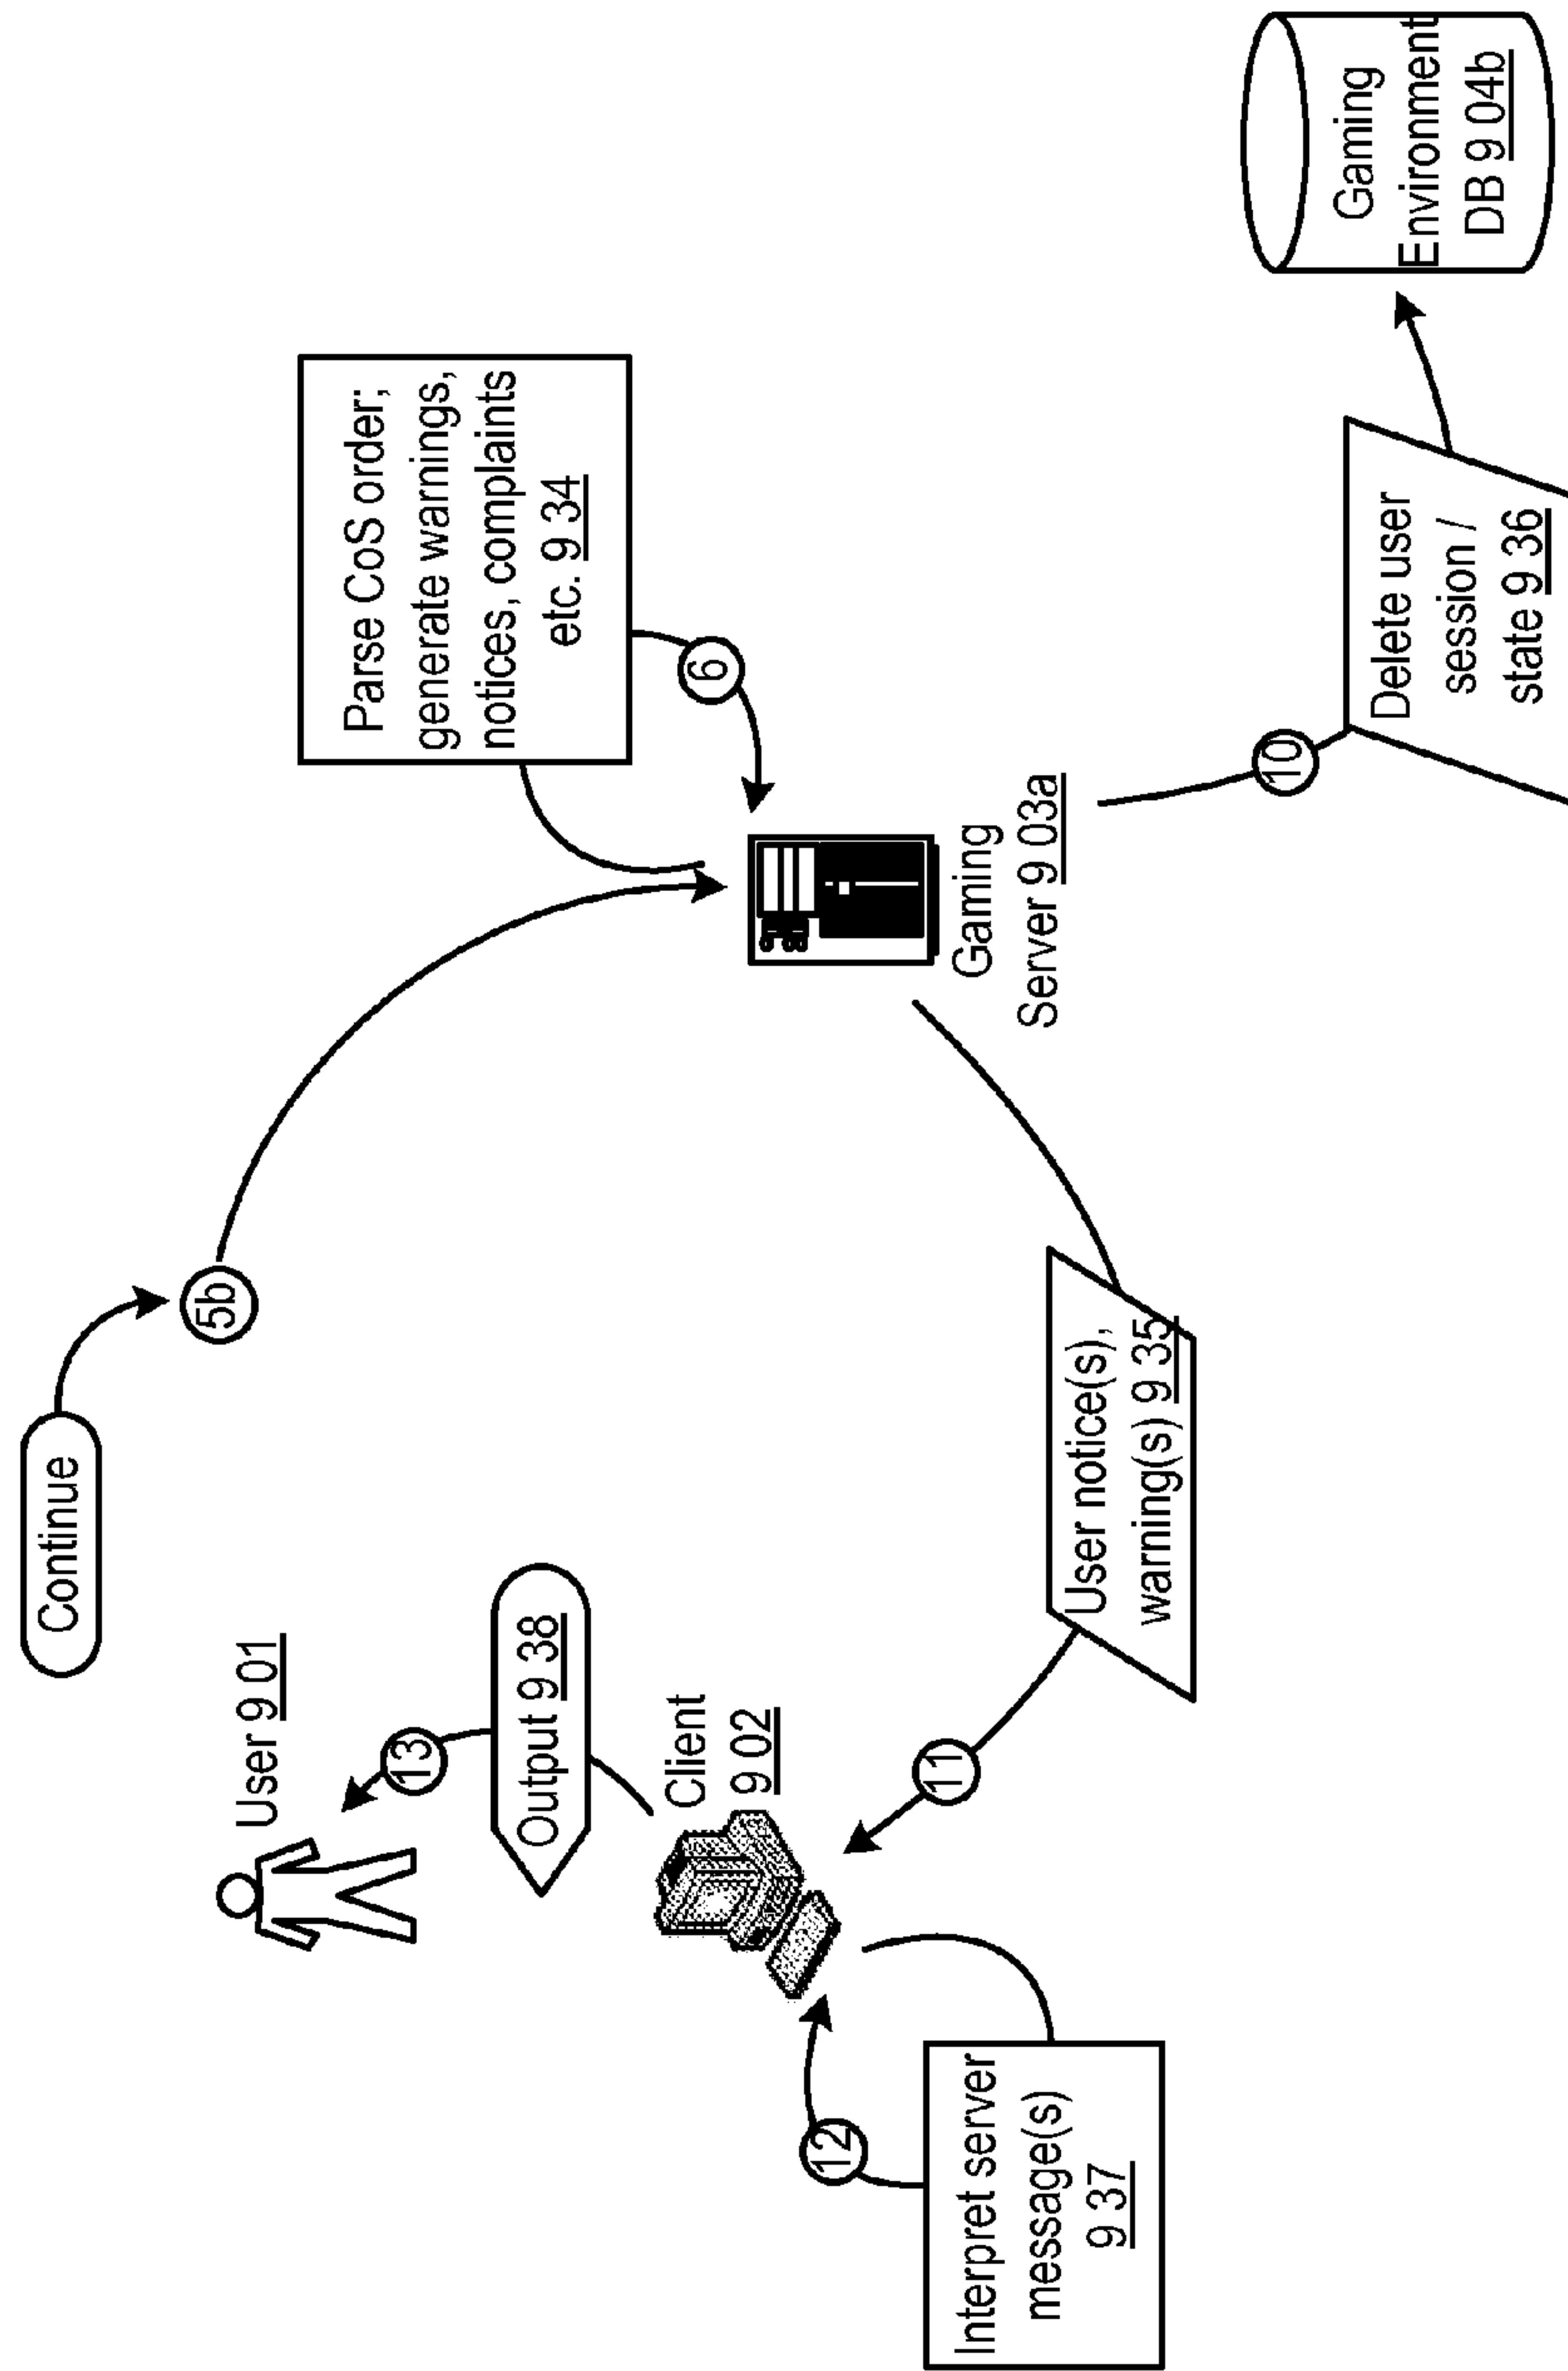 Continue
5b
User 9 01
13
Output 9 38
Client
9 02
12
Interpret server
message(s)
9 37
11
User notice(s),
warning(s) 9 35
Parse CoS order;
generate warnings,
notices, complaints
etc. 9 34
6
Gaming
Server 9 03a
10
Delete user
session /
state 9 36
Gaming
Environment
DB 9 04b